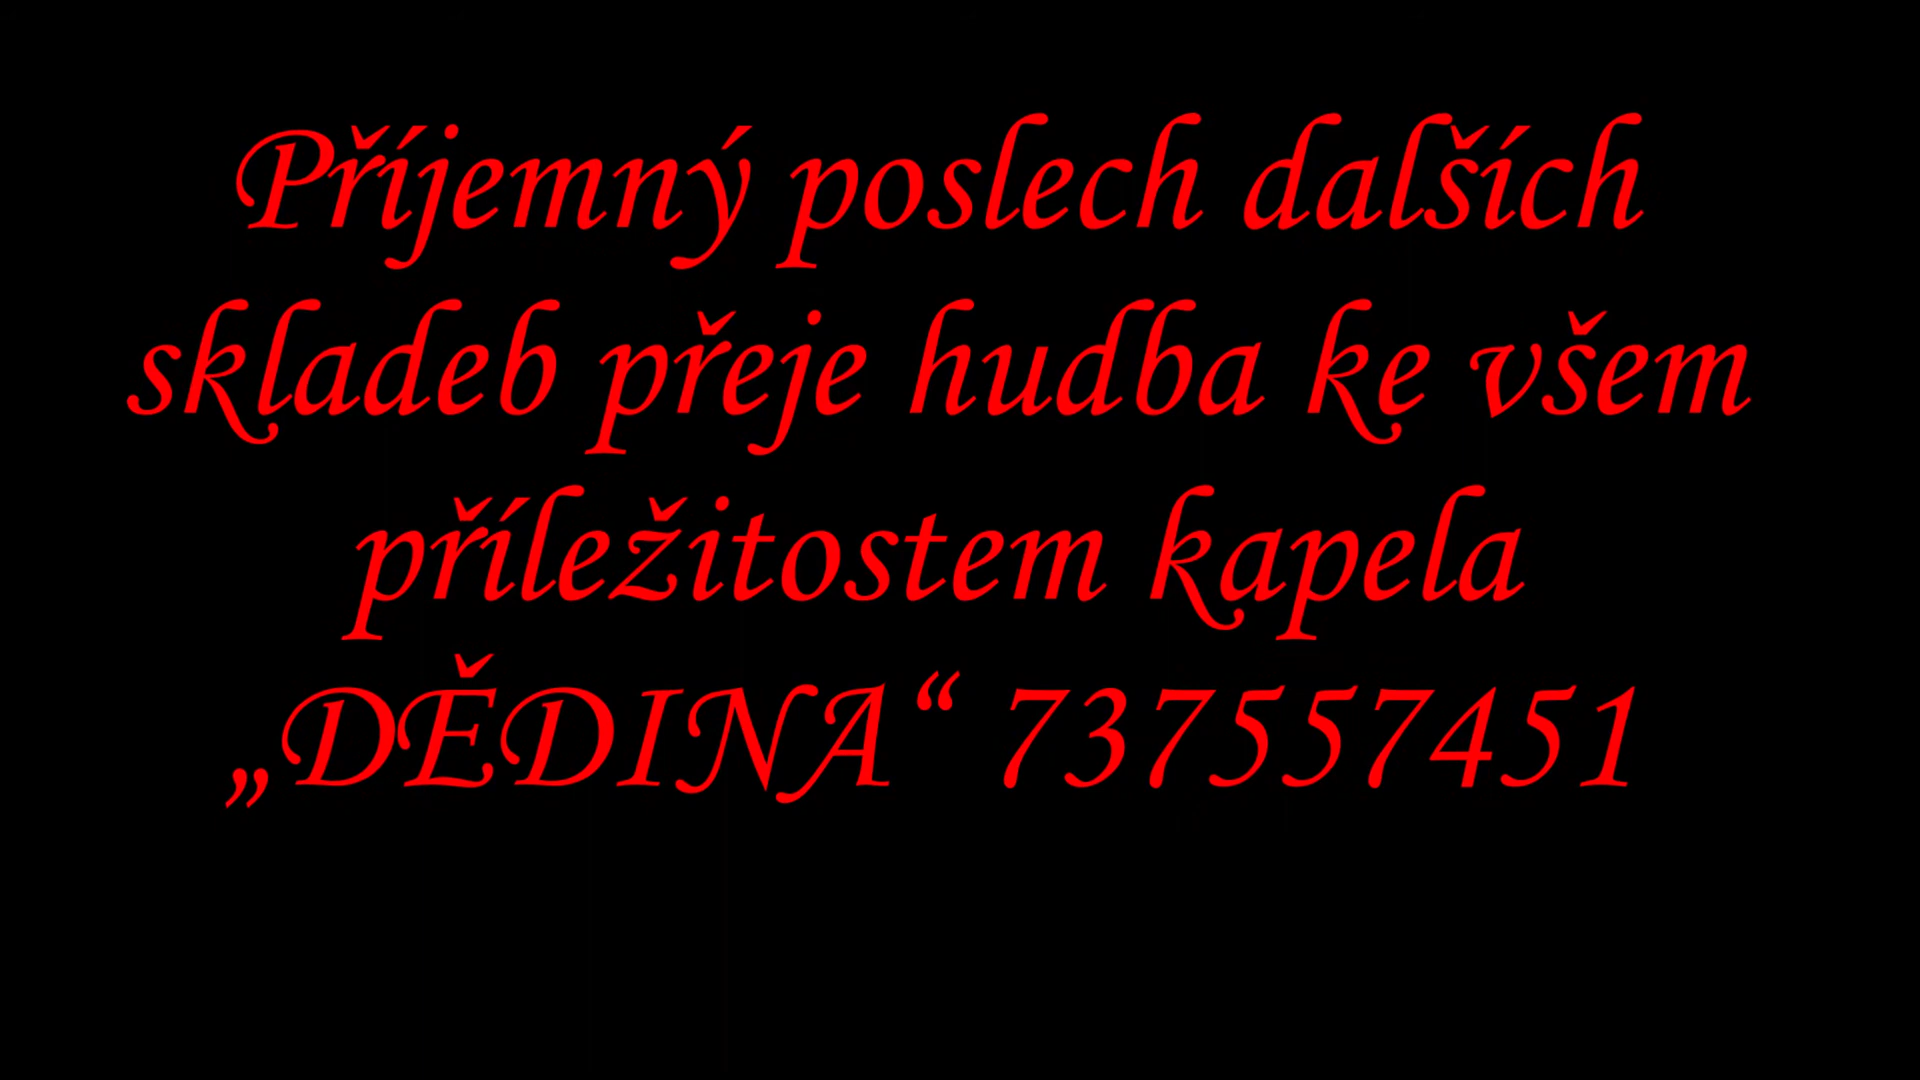 Příjemný poslech dalších
skladeb přeje hudba ke všem
příležitostem kapela
„DĚDINA“ 737557451